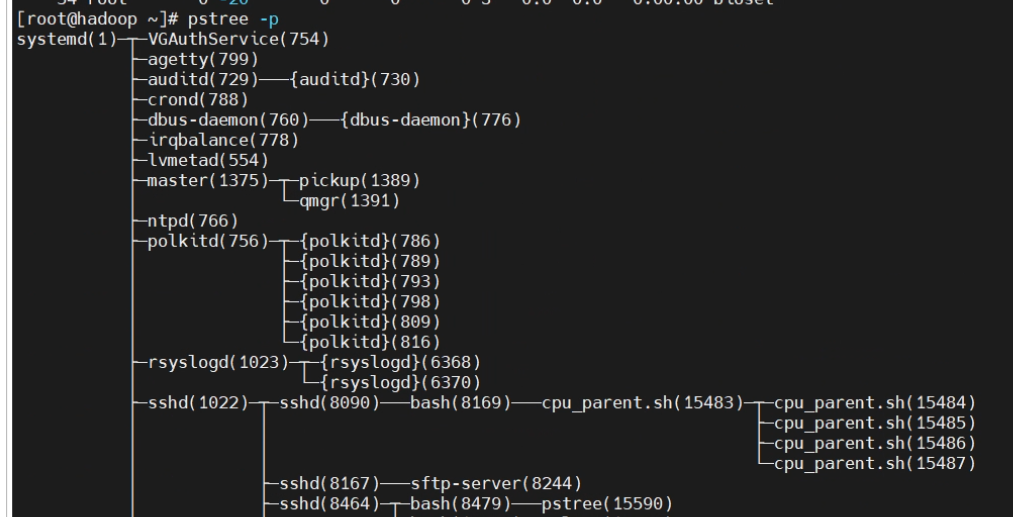 [root@hadoop ~]# pstree -p
systemd(1)─┬─VGAuthService(754)
           ├─agetty(799)
           ├─auditd(729)───{auditd}(730)
           ├─crond(788)
           ├─dbus-daemon(760)───{dbus-daemon}(776)
           ├─irqbalance(778)
           ├─lvmetad(554)
           ├─master(1375)─┬─pickup(1389)
           │              └─qmgr(1391)
           ├─ntpd(766)
           ├─polkitd(756)─┬─{polkitd}(786)
           │              ├─{polkitd}(789)
           │              ├─{polkitd}(793)
           │              ├─{polkitd}(798)
           │              ├─{polkitd}(809)
           │              └─{polkitd}(816)
           ├─rsyslogd(1023)─┬─{rsyslogd}(6368)
           │                └─{rsyslogd}(6370)
           ├─sshd(1022)─┬─sshd(8090)───bash(8169)───cpu_parent.sh(15483)─┬─cpu_parent.sh(15484)
           │            │                                                ├─cpu_parent.sh(15485)
           │            │                                                ├─cpu_parent.sh(15486)
           │            │                                                └─cpu_parent.sh(15487)
           │            ├─sshd(8167)───sftp-server(8244)
           │            ├─sshd(8464)─┬─bash(8479)───pstree(15590)